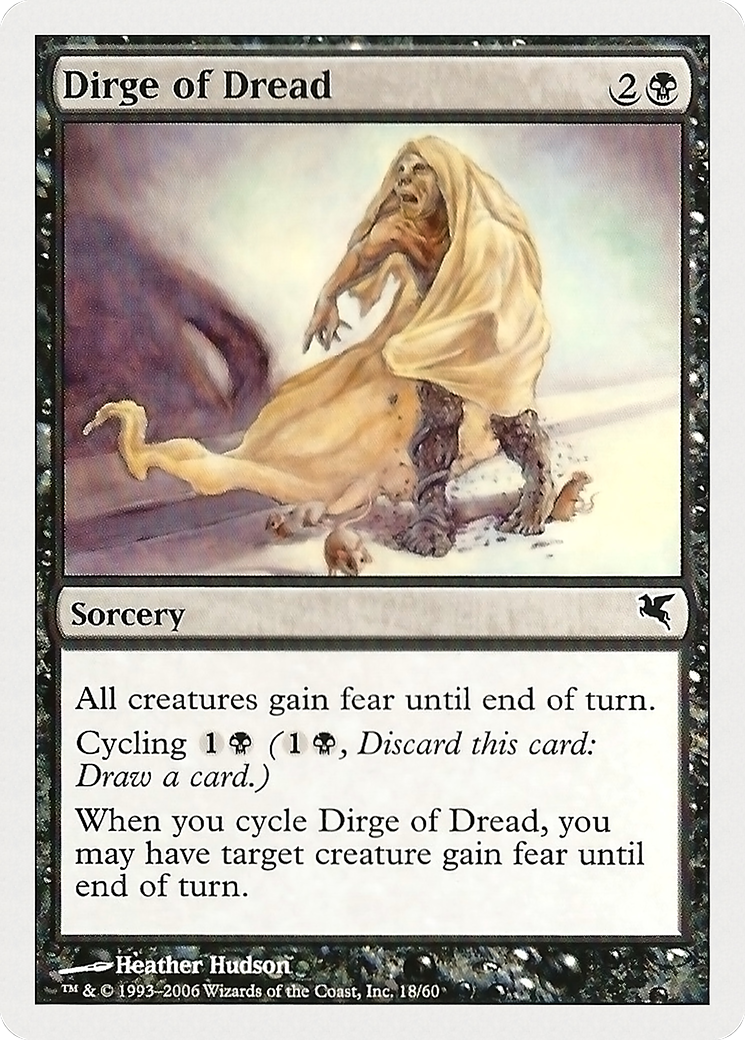 Dirge of Dread
2
Sorcery
All creatures gain fear until end of turn.
Cycling 1 (1, Discard this card:
Draw a card.)
When you cycle Dirge of Dread, you
may have target creature gain fear until
end of turn.
Heather Hudson
™ & © 1993–2006 Wizards of the Coast, Inc. 18/60